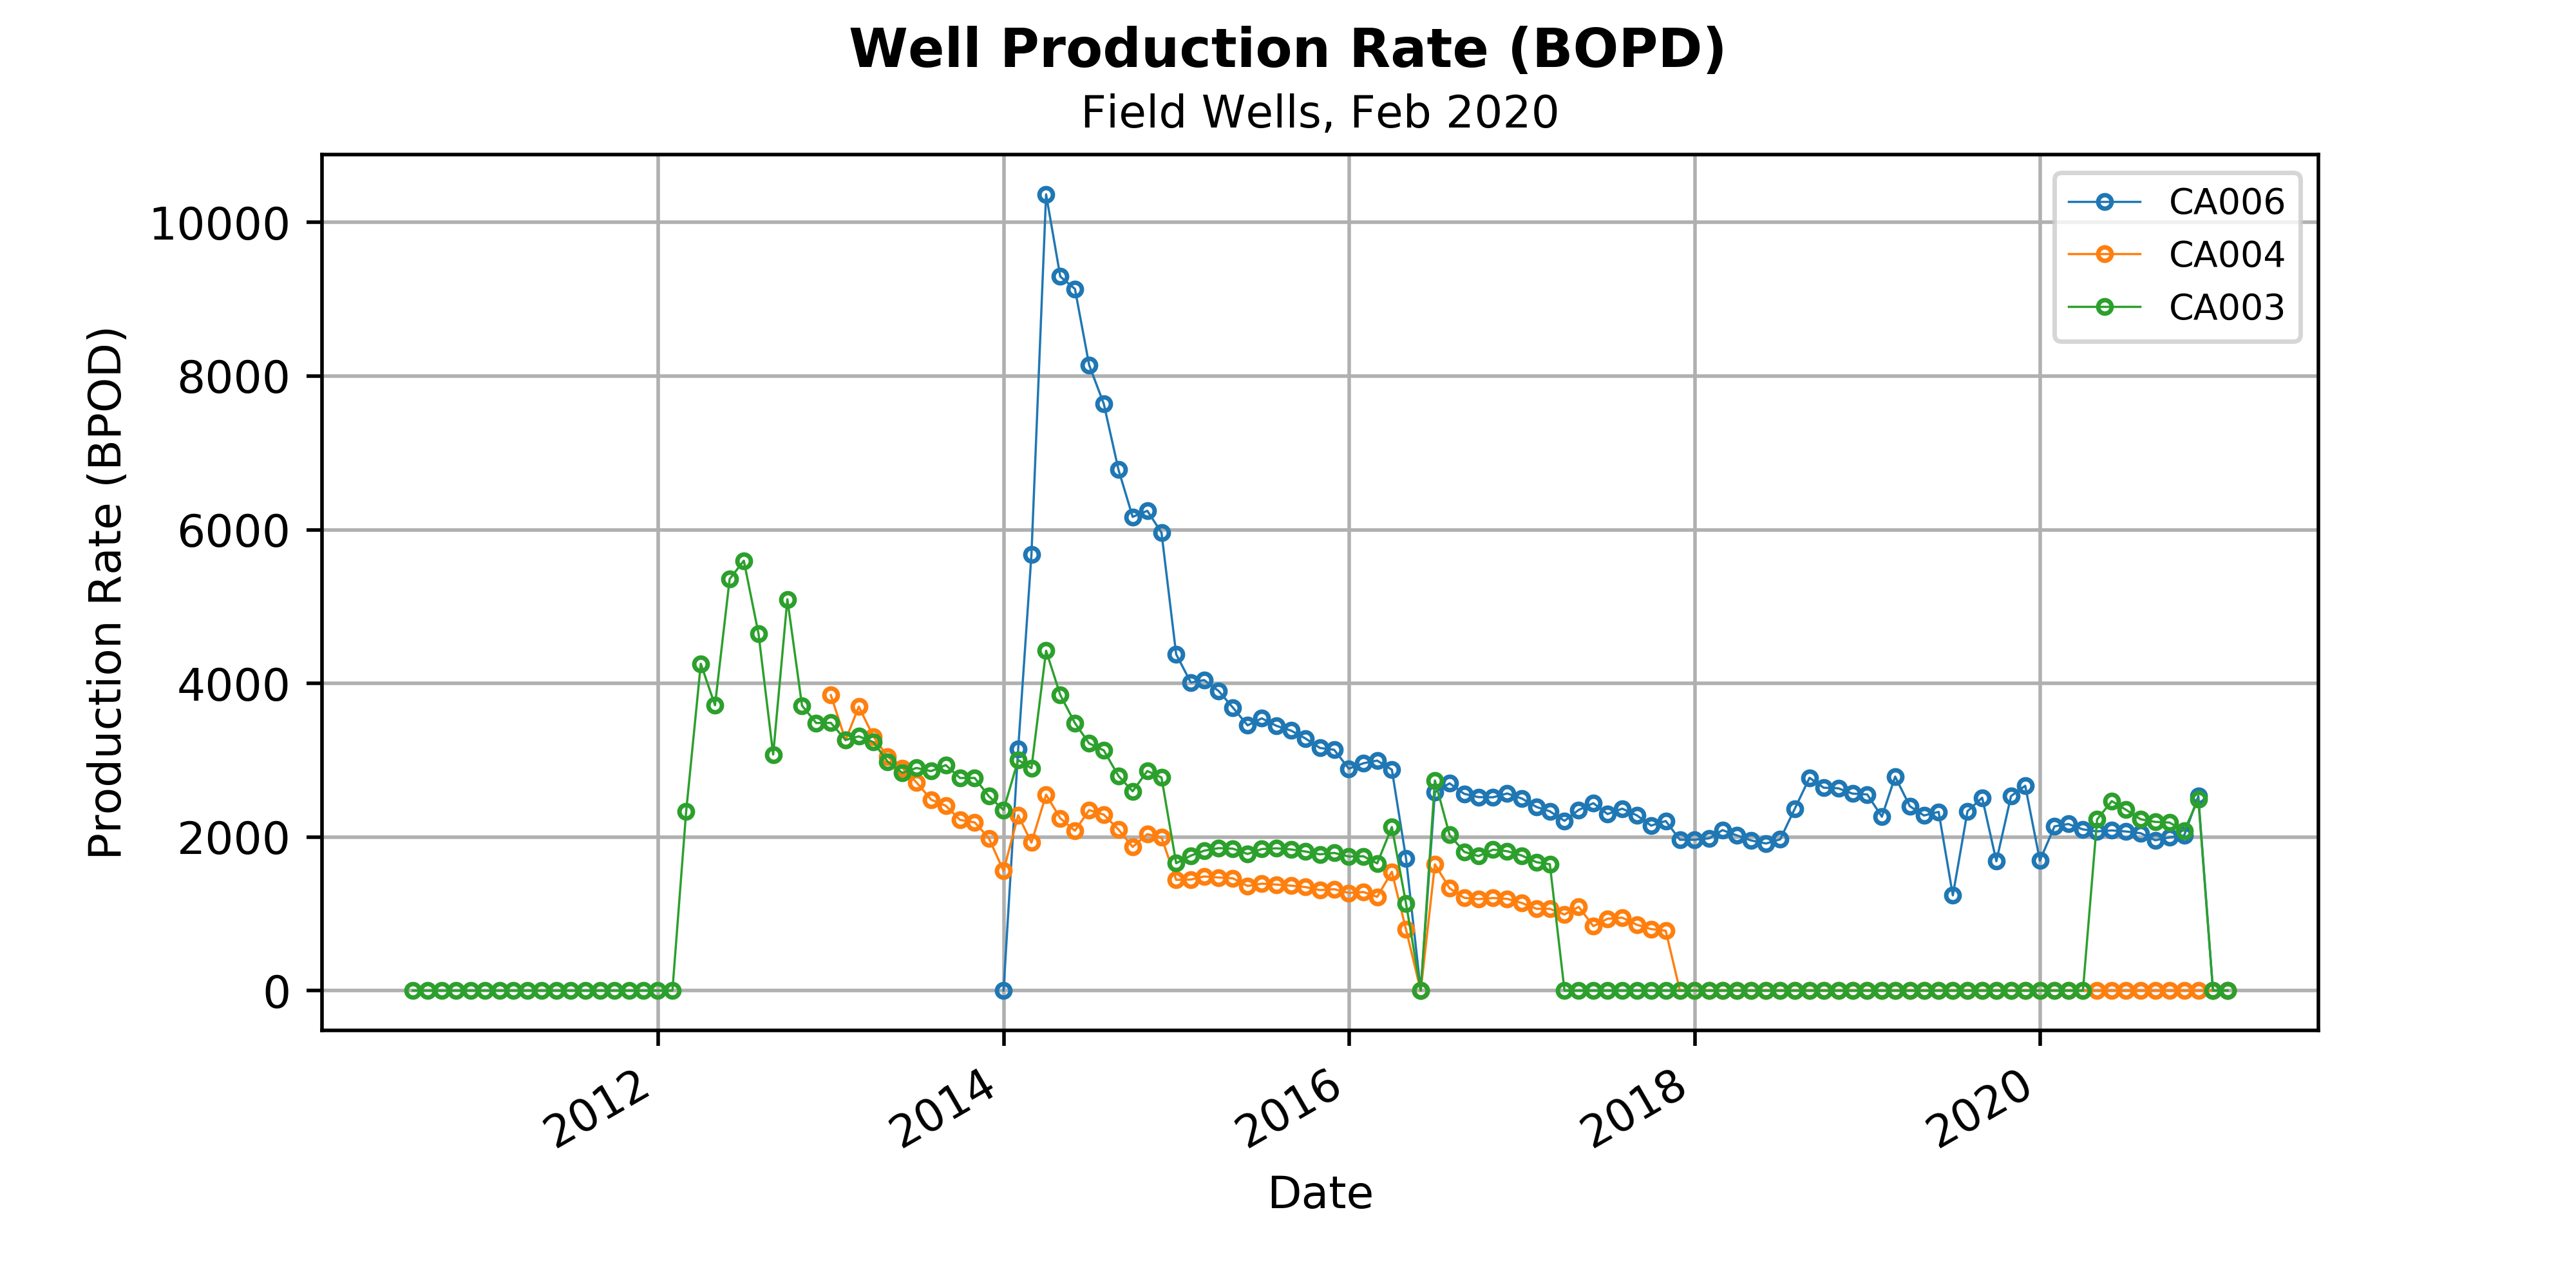 Well Production Rate (BOPD)
Field Wells, Feb 2020
Production Rate (BPOD)
10000
8000
6000
4000
2000
0
CA006
CA004
CA003
2012
2014
2016
2018
2020
Date